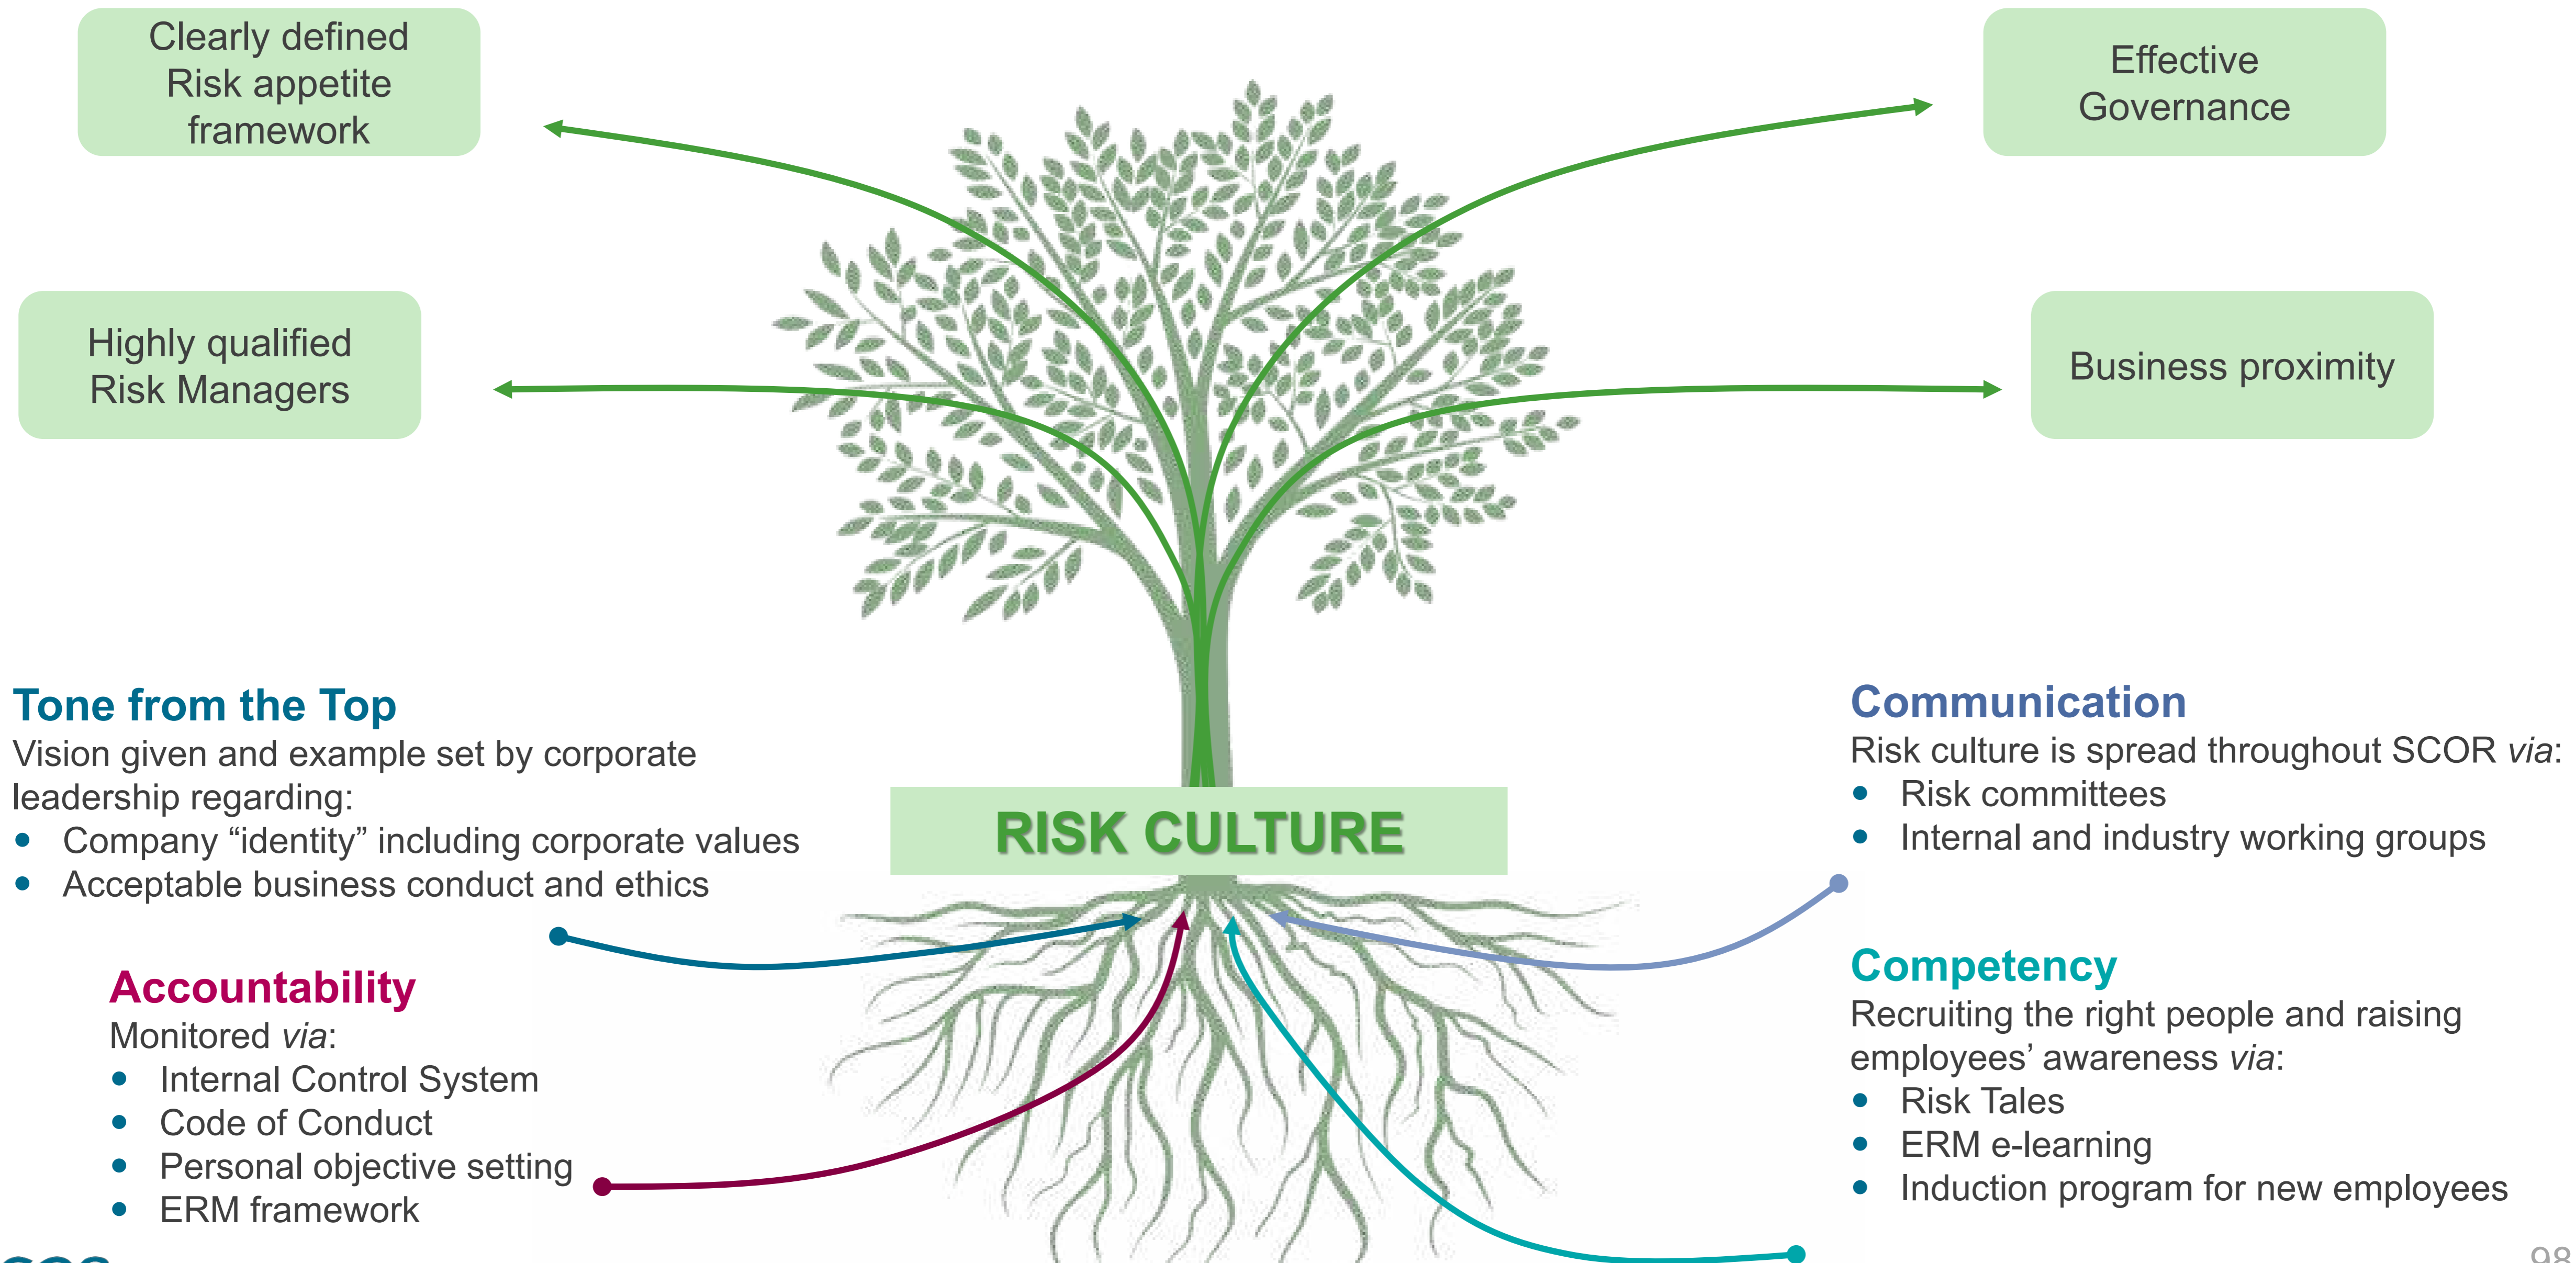 Clearly defined
Risk appetite
framework
Effective
Governance
Highly qualified
Risk Managers
Business proximity
Tone from the Top
Vision given and example set by corporate
leadership regarding:
• Company “identity” including corporate values
• Acceptable business conduct and ethics
Communication
Risk culture is spread throughout SCOR via:
• Risk committees
• Internal and industry working groups
RISK CULTURE
Accountability
Monitored via:
• Internal Control System
• Code of Conduct
• Personal objective setting
• ERM framework
Competency
Recruiting the right people and raising
employees’ awareness via:
• Risk Tales
• ERM e-learning
• Induction program for new employees
98